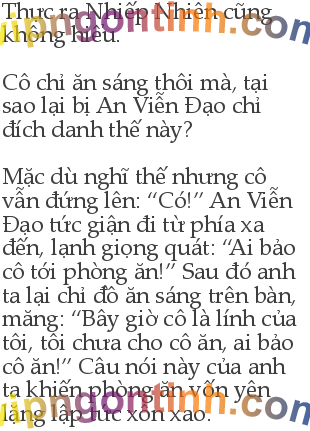 Thực ra Nhiếp Nhiên cũng
không hiểu.
Cô chỉ ăn sáng thôi mà, tại
sao lại bị An Viễn Đạo chỉ
đích danh thế này?
Mặc dù nghĩ thế nhưng cô
vẫn đứng lên: “Có!” An Viễn
Đạo tức giận đi từ phía xa
đến, lạnh giọng quát: “Ai bảo
cô tới phòng ăn!” Sau đó anh
ta lại chỉ đồ ăn sáng trên bàn,
mắng: “Bây giờ cô là lính của
tôi, tôi chưa cho cô ăn, ai bảo
cô ăn!” Câu nói này của anh
ta khiến phòng ăn vốn yên
lặng lập tức xôn xao.
vipngontinh.com
vipngontinh.com